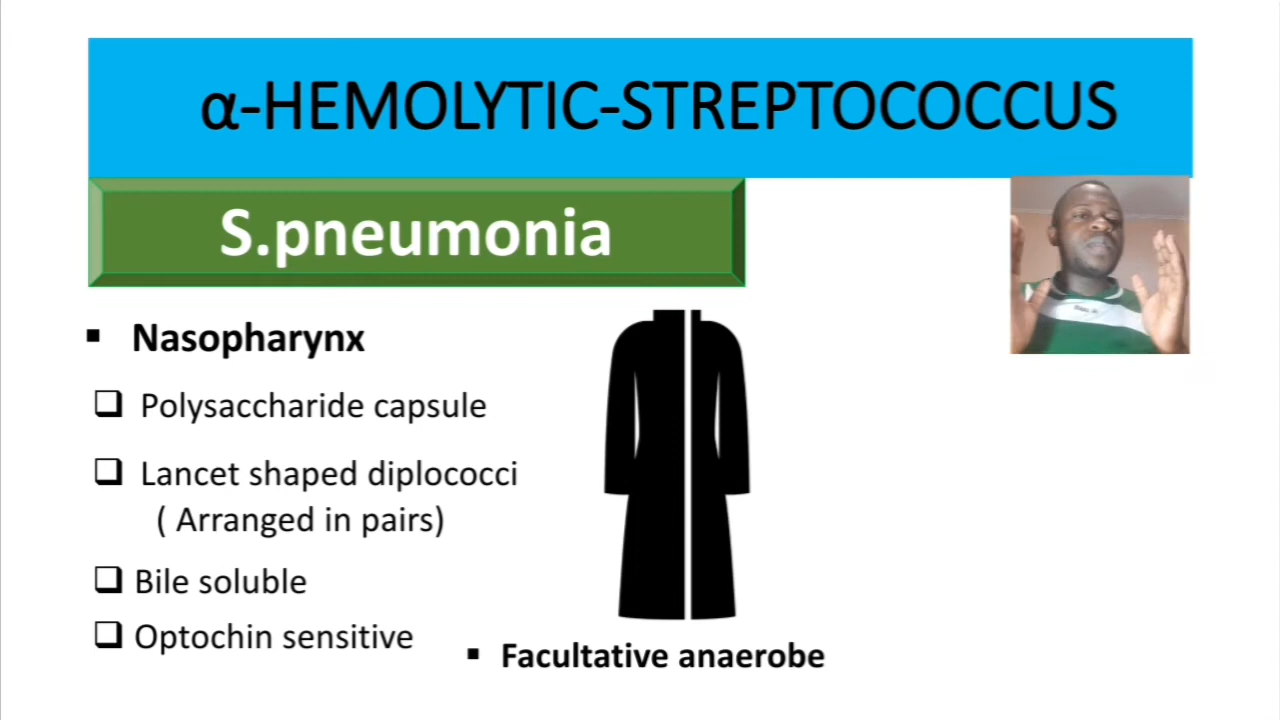 α-HEMOLYTIC-STREPTOCOCCUS
S.pneumonia
Nasopharynx
Polysaccharide capsule
Lancet shaped diplococci
( Arranged in pairs)
Bile soluble
Optochin sensitive
Facultative anaerobe